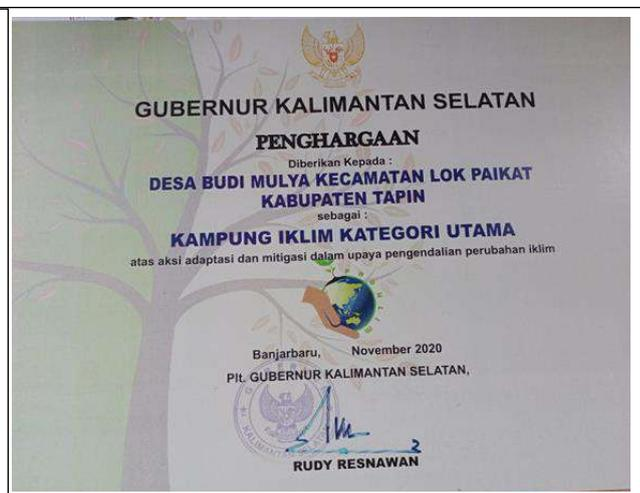 GUBERNUR KALIMANTAN SELATAN
PENGHARGAAN
Diberikan Kepada :
DESA BUDI MULYA KECAMATAN LOK PAIKAT
KABUPATEN TAPIN
sebagai :
KAMPUNG IKLIM KATEGORI UTAMA
atas aksi adaptasi dan mitigasi dalam upaya pengendalian perubahan iklim
Banjarbaru, November 2020
Plt. GUBERNUR KALIMANTAN SELATAN,
KALIMANTAN SELATAN
RUDY RESNAWAN